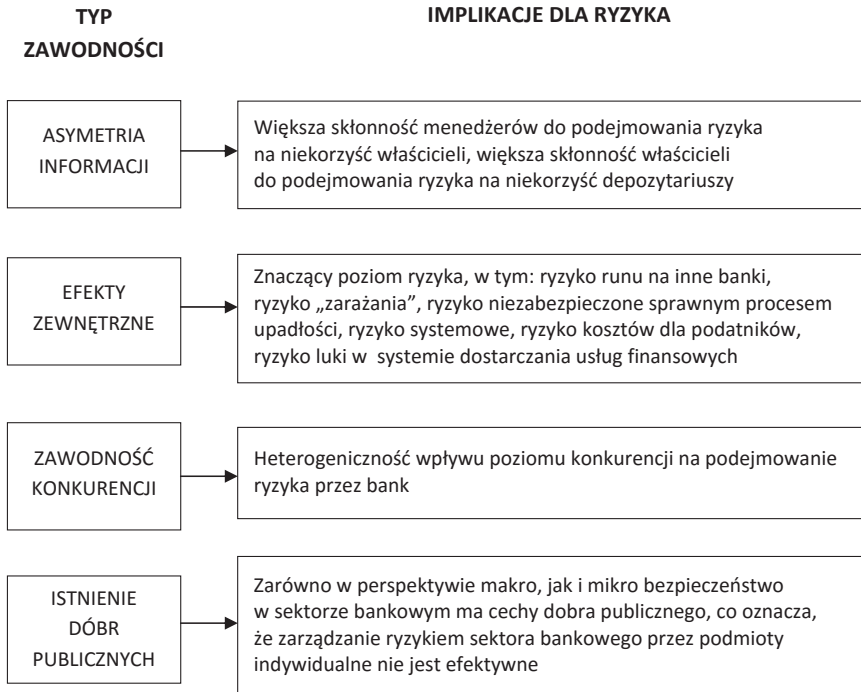 TYP
ZAWODNOŚCI
IMPLIKACJE DLA RYZYKA
ASYMETRIA
INFORMACJI
Większa skłonność menedżerów do podejmowania ryzyka
na niekorzyść właścicieli, większa skłonność właścicieli
do podejmowania ryzyka na niekorzyść depozytariuszy
EFEKTY
ZEWNĘTRZNE
Znaczący poziom ryzyka, w tym: ryzyko runu na inne banki,
ryzyko „zarażania”, ryzyko niezabezpieczone sprawnym procesem
upadłości, ryzyko systemowe, ryzyko kosztów dla podatników,
ryzyko luki w systemie dostarczania usług finansowych
ZAWODNOŚĆ
KONKURENCJI
Heterogeniczność wpływu poziomu konkurencji na podejmowanie
ryzyka przez bank
ISTNIENIE
DÓBR
PUBLICZNYCH
Zarówno w perspektywie makro, jak i mikro bezpieczeństwo
w sektorze bankowym ma cechy dobra publicznego, co oznacza,
że zarządzanie ryzykiem sektora bankowego przez podmioty
indywidualne nie jest efektywne